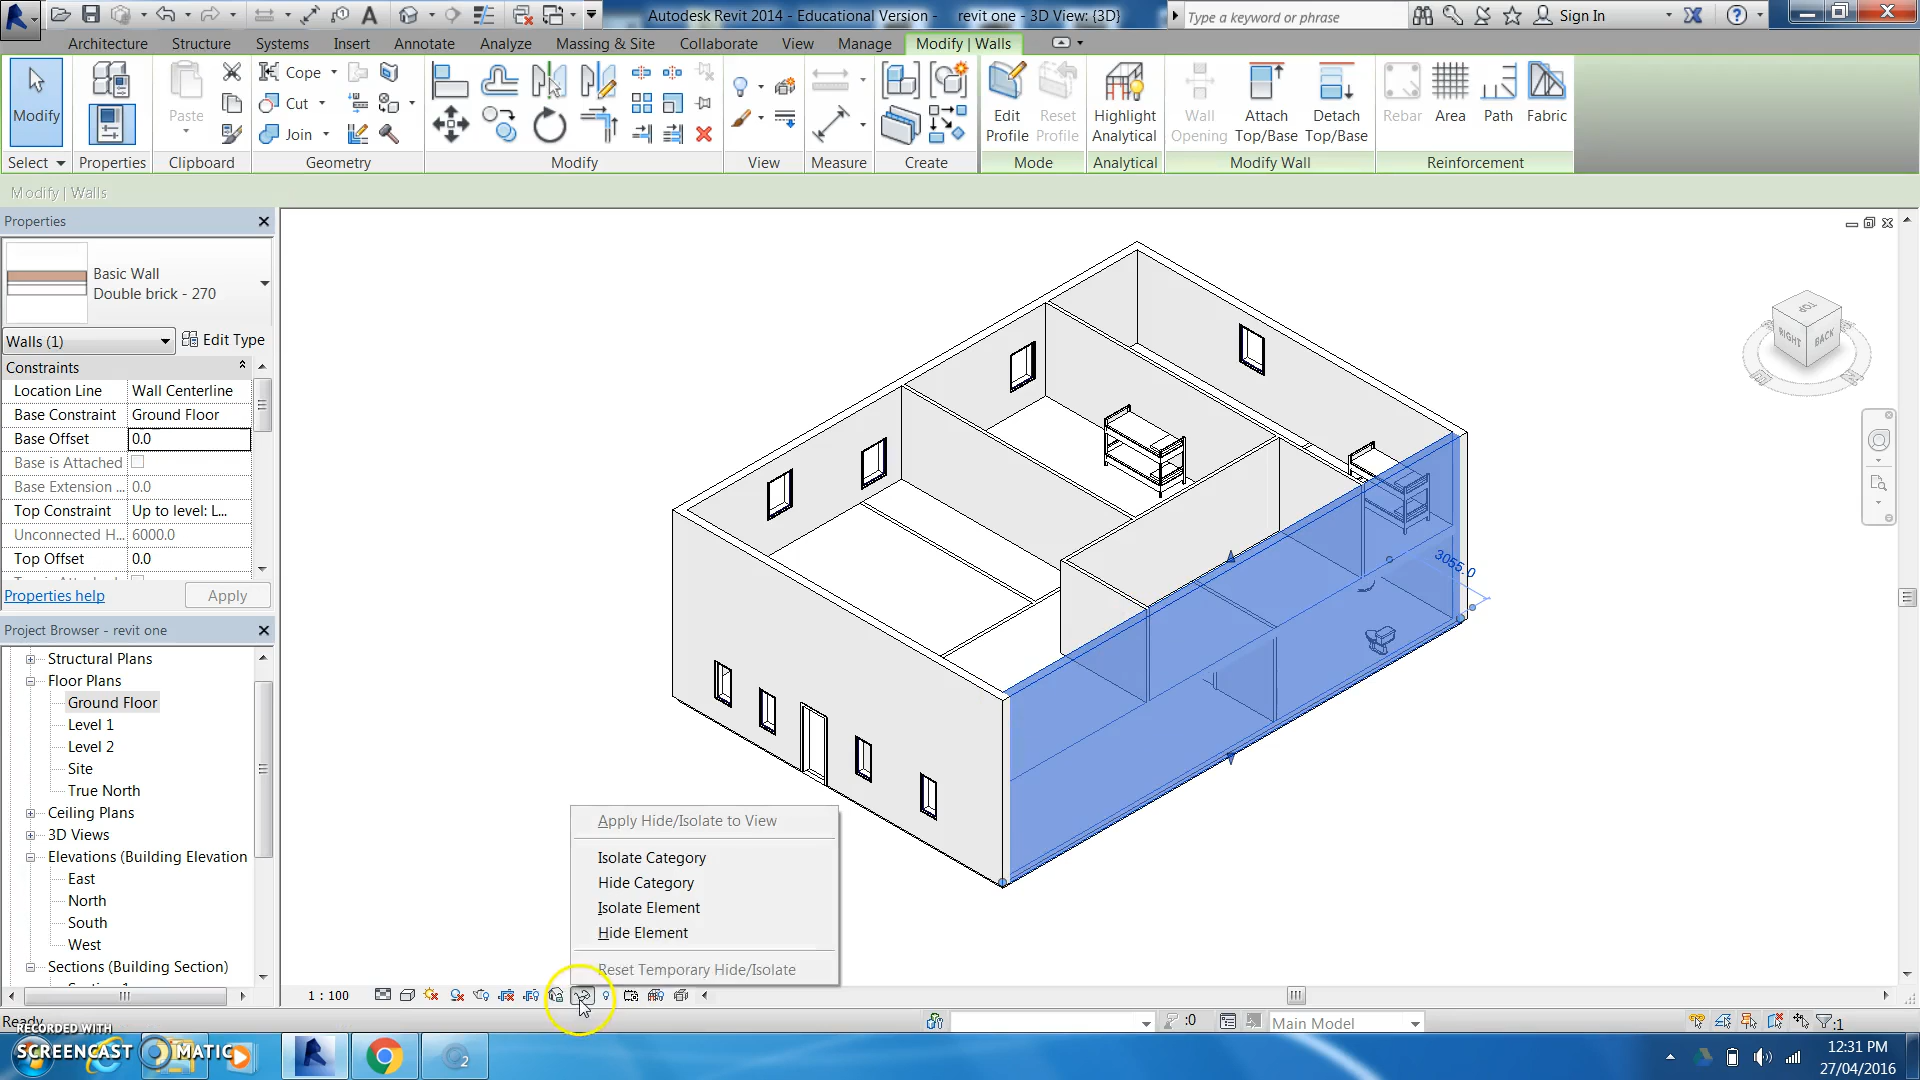 Autodesk Revit 2014 - Educational Version - revit one - 3D View: {3D}
Type a keyword or phrase
Sign In
Architecture Structure Systems Insert Annotate Analyze Massing & Site Collaborate View Manage Modify | Walls
Modify
Paste
Cope
Cut
Join
Edit Profile
Reset Profile
Highlight Analytical
Wall Opening
Attach Top/Base
Detach Top/Base
Rebar
Area
Path
Fabric
Select Properties Clipboard Geometry Modify View Measure Create Mode Analytical Modify Wall Reinforcement
Modify | Walls
Properties
Basic Wall
Double brick - 270
Walls (1)
Edit Type
Constraints
Location Line Wall Centerline
Base Constraint Ground Floor
Base Offset 0.0
Base is Attached
Base Extension ... 0.0
Top Constraint Up to level: L...
Unconnected H... 6000.0
Top Offset 0.0
Properties help
Apply
Project Browser - revit one
Structural Plans
Floor Plans
Ground Floor
Level 1
Level 2
Site
True North
Ceiling Plans
3D Views
Elevations (Building Elevation
East
North
South
West
Sections (Building Section)
TOP
RIGHT
BACK
3055.0
Apply Hide/Isolate to View
Isolate Category
Hide Category
Isolate Element
Hide Element
Reset Temporary Hide/Isolate
1 : 100
Ready
:0
Main Model
:1
RECORDED WITH
SCREENCAST MATIC
12:31 PM
27/04/2016